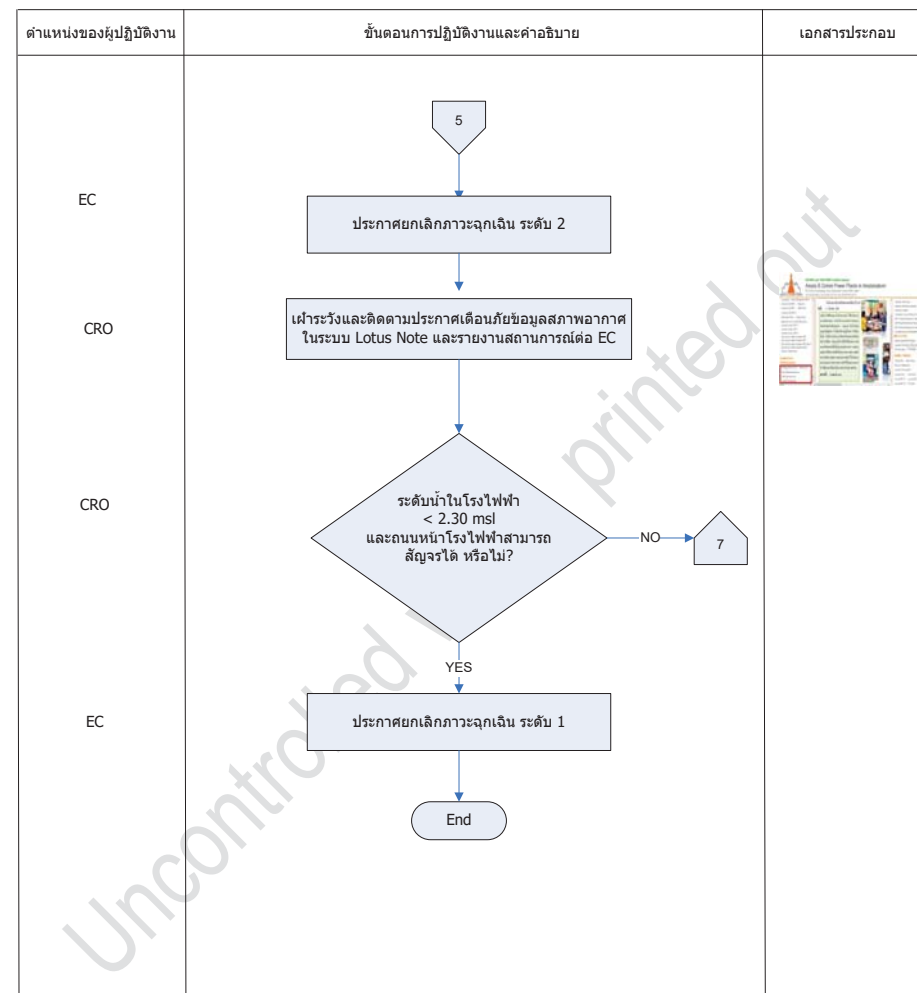 ตำแหน่งของผู้ปฏิบัติงาน
ขั้นตอนการปฏิบัติงานและคำอธิบาย
เอกสารประกอบ
5
EC
ประกาศยกเลิกภาวะฉุกเฉิน ระดับ 2
CRO
เฝ้าระวังและติดตามประกาศเตือนภัยข้อมูลสภาพอากาศ
ในระบบ Lotus Note และรายงานสถานการณ์ต่อ EC
CRO
ระดับน้ำในโรงไฟฟ้า
< 2.30 msl
และถนนหน้าโรงไฟฟ้าสามารถ
สัญจรได้ หรือไม่?
NO
7
YES
EC
ประกาศยกเลิกภาวะฉุกเฉิน ระดับ 1
End
Uncontrolled
printed out